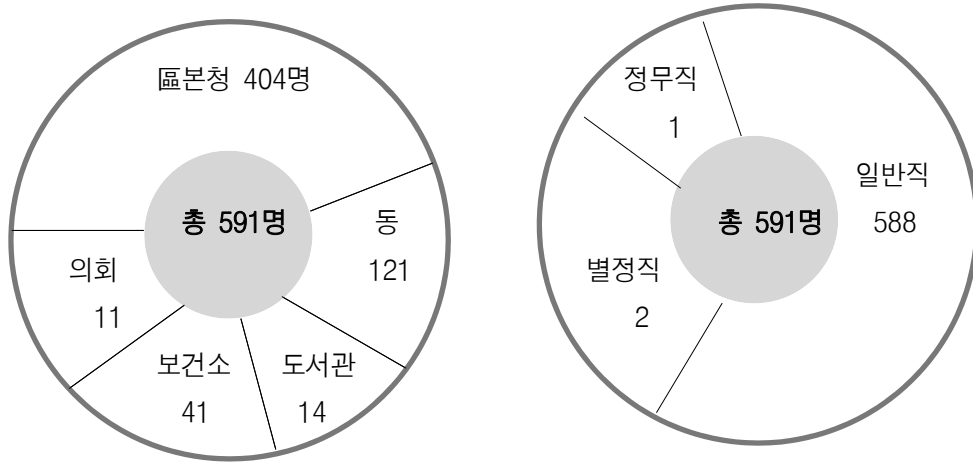 區본청 404명
총 591명
동
121
의회
11
보건소
41
도서관
14
정무직
1
총 591명
일반직
588
별정직
2